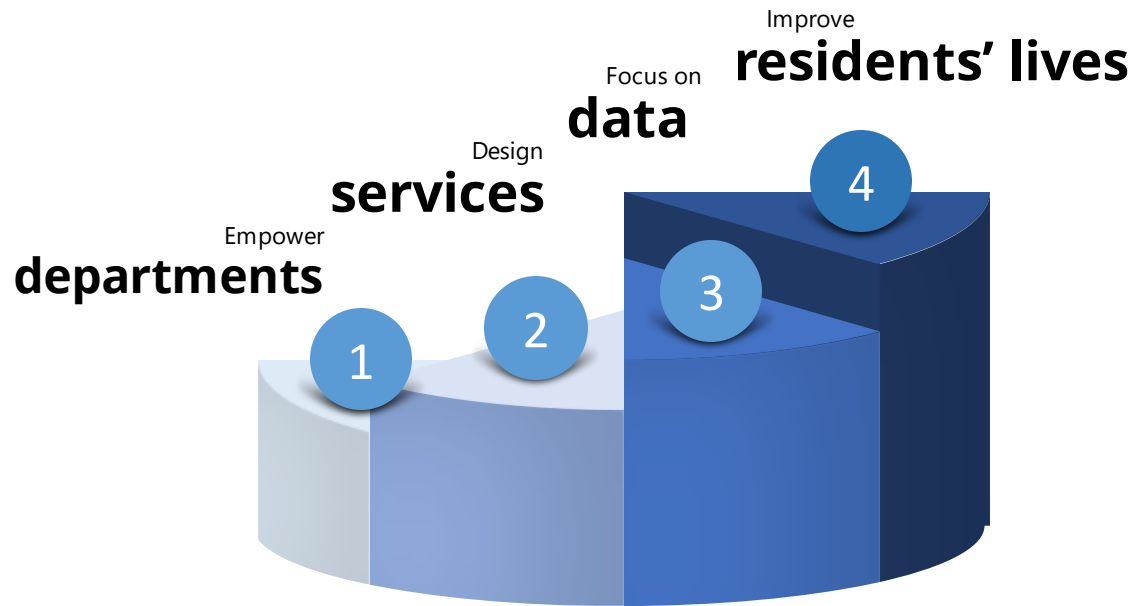 Improve
residents’ lives
Focus on
data
Design
services
Empower
departments
1
2
3
4